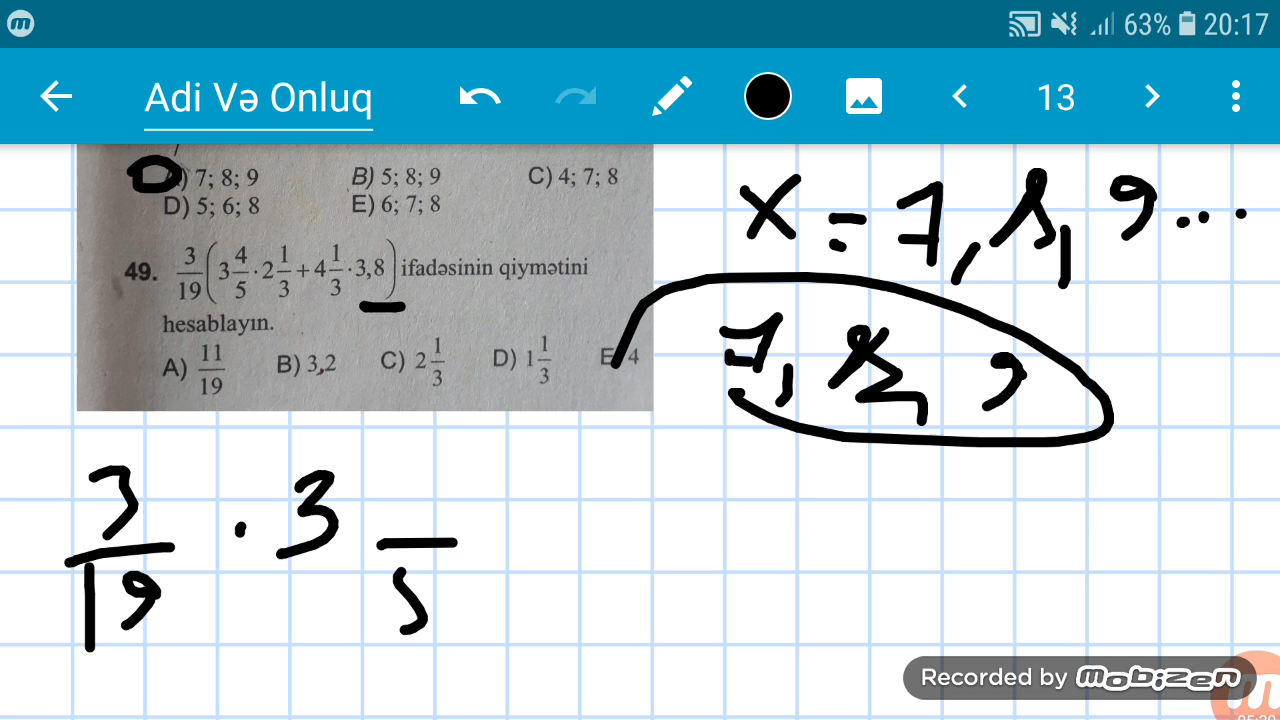 63% 20:17
Adi Və Onluq 13
A) 7; 8; 9 B) 5; 8; 9 C) 4; 7; 8
D) 5; 6; 8 E) 6; 7; 8
49. 3/19 (3 4/5 · 2 1/3 + 4 1/3 · 3,8) ifadəsinin qiymətini
hesablayın.
A) 11/19 B) 3,2 C) 2 1/3 D) 1 1/3 E) 4
x = 7, 8, 9 ...
7, 8, 9
3/19 · 3 /5
Recorded by mobizen